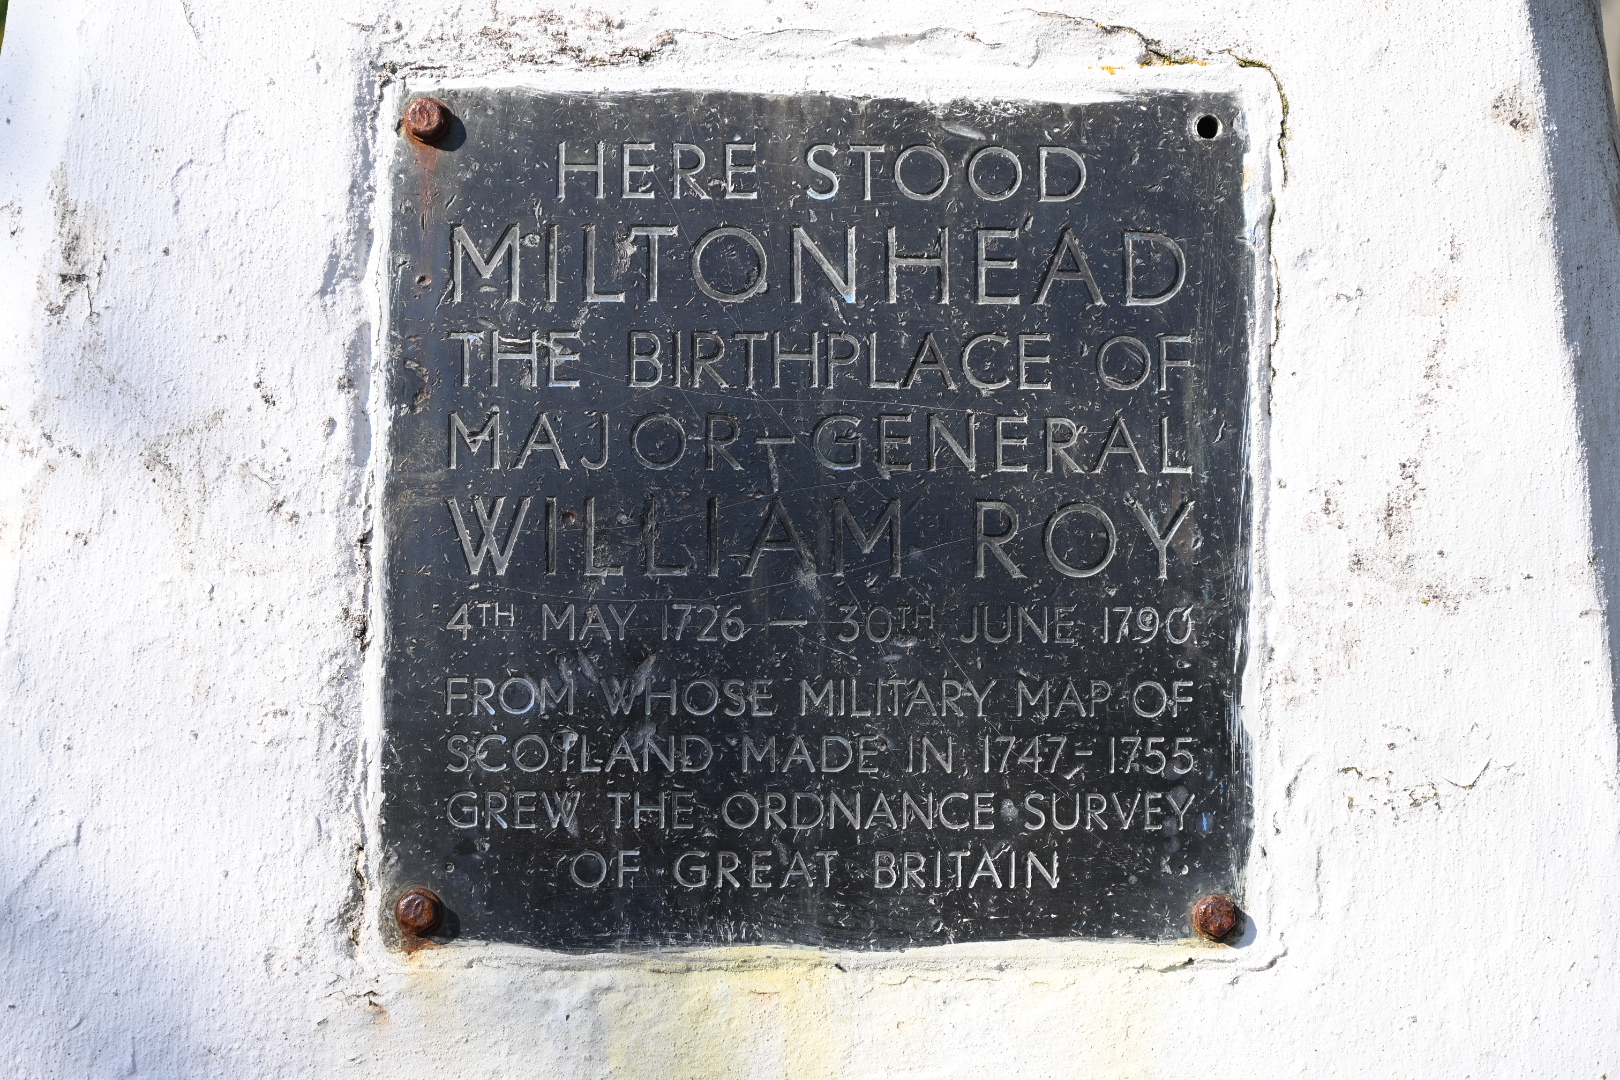 HERE STOOD
MILTONHEAD
THE BIRTHPLACE OF
MAJOR-GENERAL
WILLIAM ROY
4TH MAY 1726 — 30TH JUNE 1790
FROM WHOSE MILITARY MAP OF
SCOTLAND MADE IN 1747-1755
GREW THE ORDNANCE SURVEY
OF GREAT BRITAIN